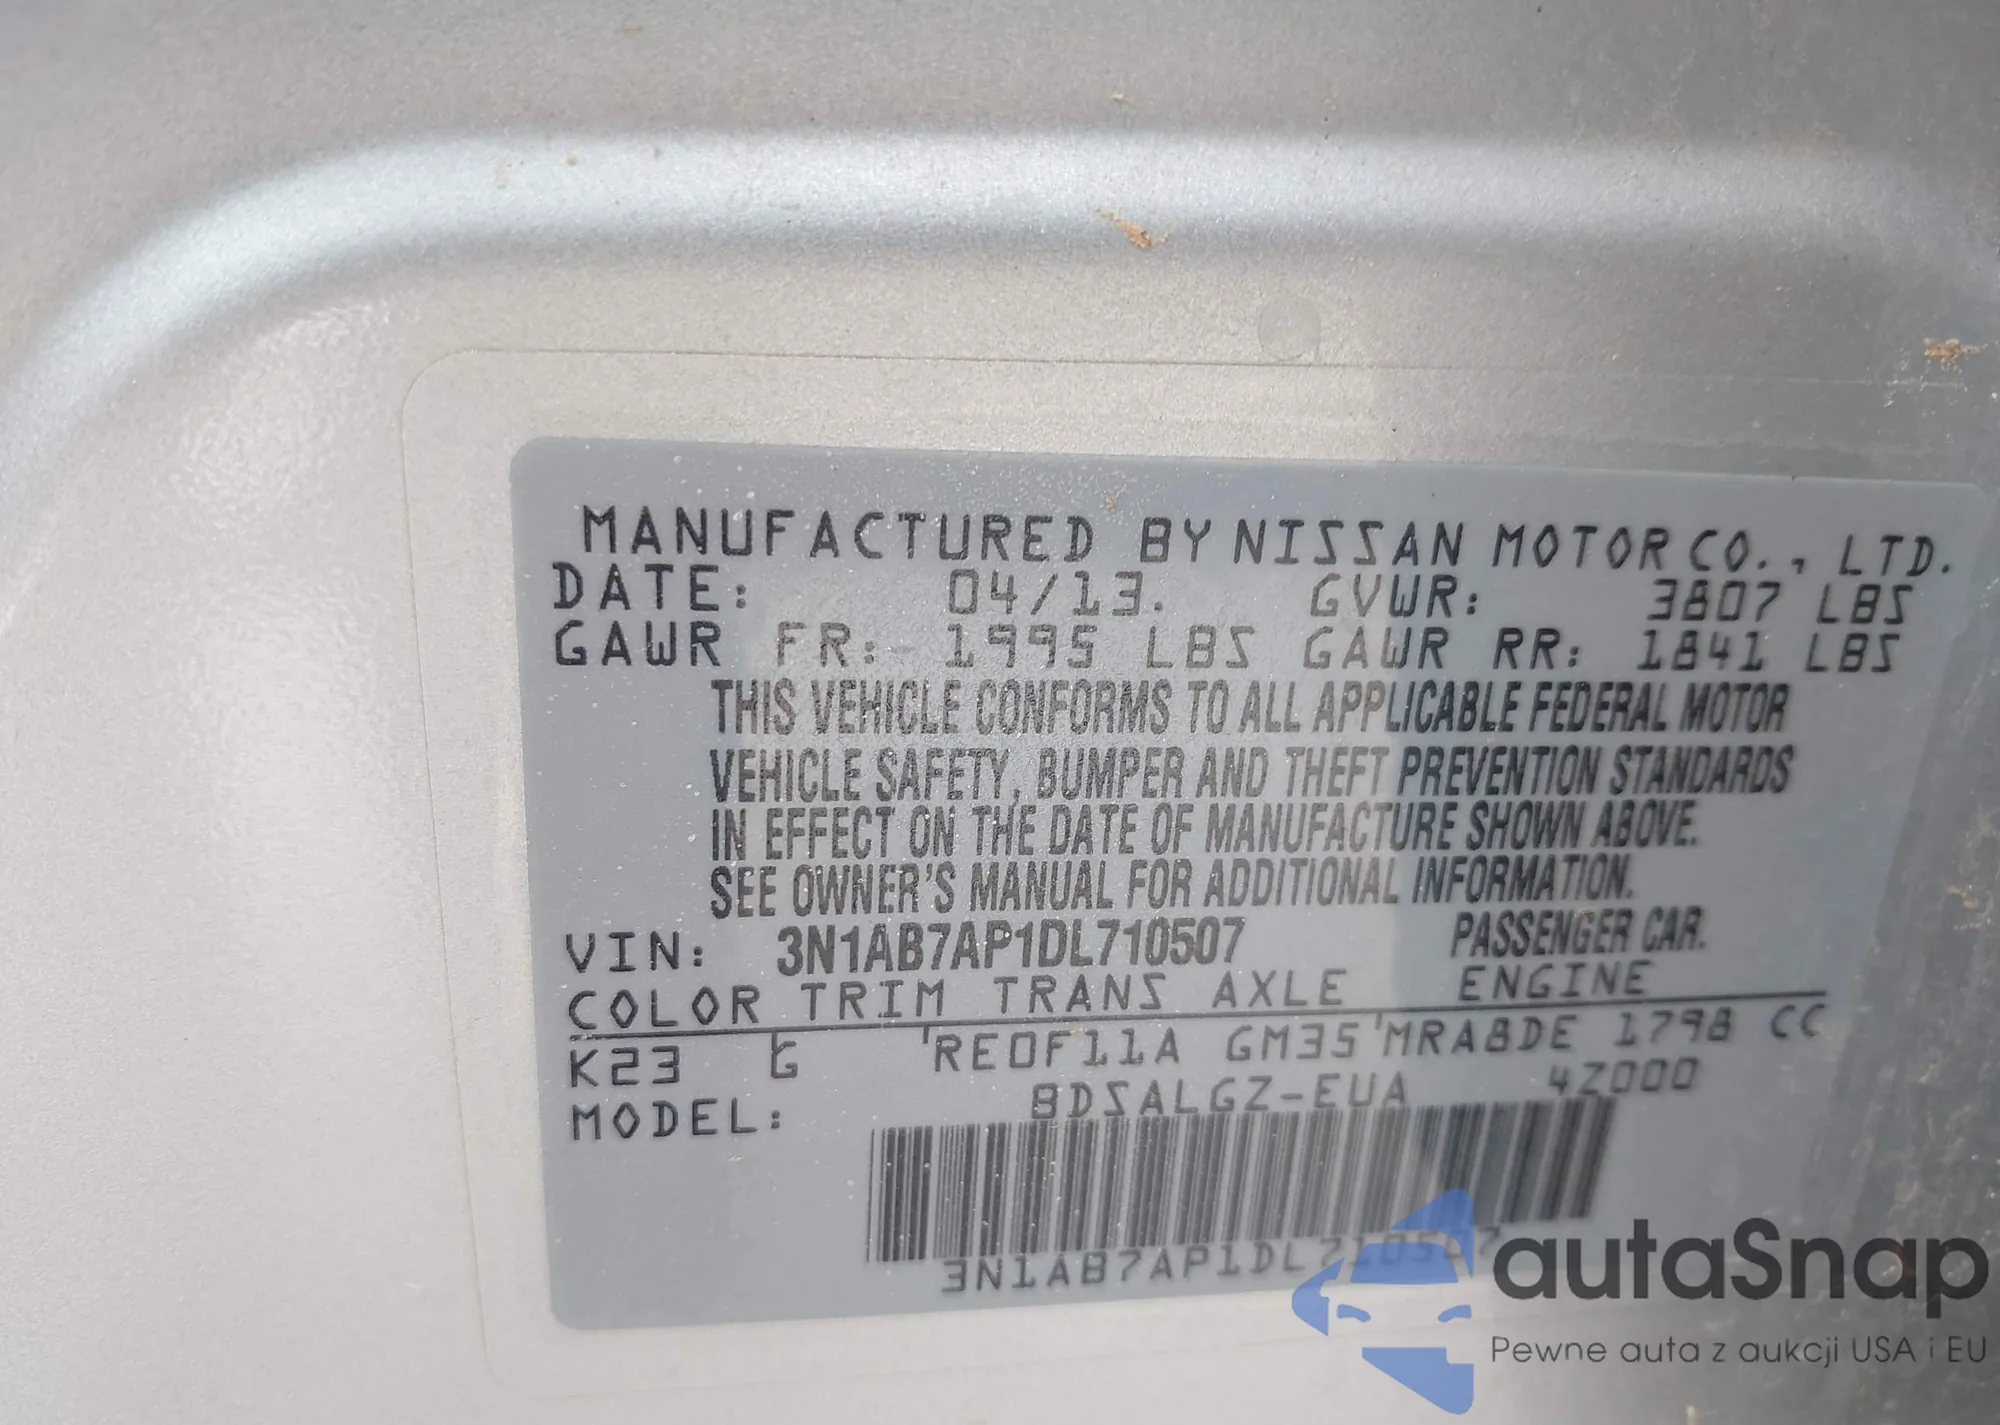 MANUFACTURED BY NISSAN MOTOR CO., LTD.
DATE: 04/13. GVWR: 3807 LBS
GAWR FR: 1995 LBS GAWR RR: 1841 LBS
THIS VEHICLE CONFORMS TO ALL APPLICABLE FEDERAL MOTOR
VEHICLE SAFETY, BUMPER AND THEFT PREVENTION STANDARDS
IN EFFECT ON THE DATE OF MANUFACTURE SHOWN ABOVE.
SEE OWNER'S MANUAL FOR ADDITIONAL INFORMATION.
VIN: 3N1AB7AP1DL710507 PASSENGER CAR.
COLOR TRIM TRANS AXLE ENGINE
K23 G RE0F11A GM35 MRA8DE 1798 CC
MODEL: BDSALGZ-EUA 4Z000
3N1AB7AP1DL710507
autaSnap
Pewne auta z aukcji USA i EU